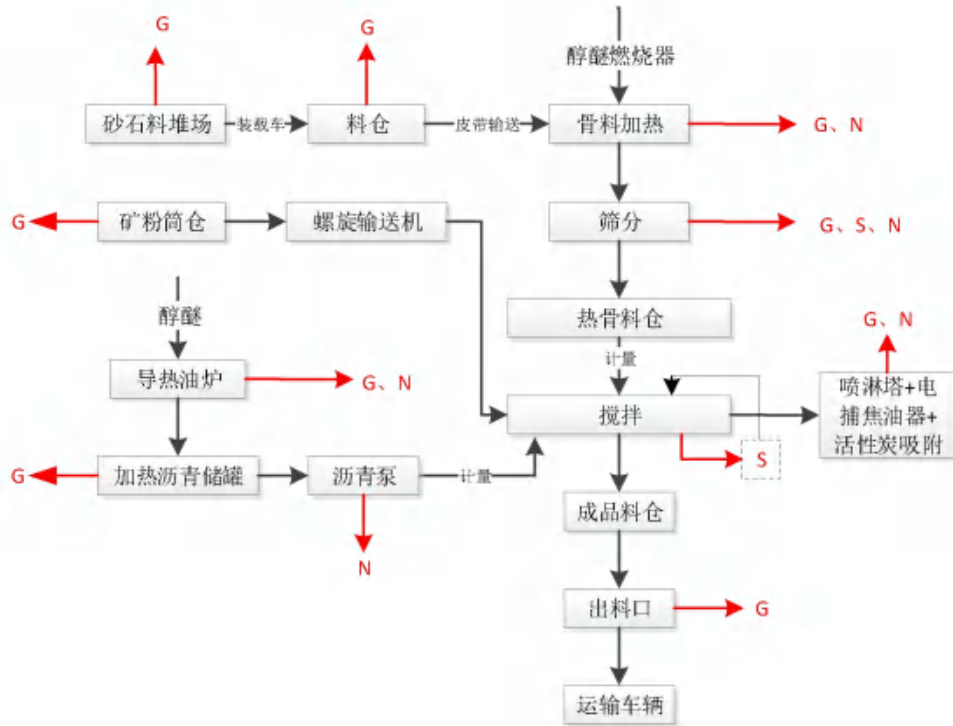 G
G
醇醚燃烧器
砂石料堆场
装载车
料仓
皮带输送
骨料加热
G、N
G
矿粉筒仓
螺旋输送机
筛分
G、S、N
醇醚
热骨料仓
G、N
计量
导热油炉
G、N
搅拌
喷淋塔+电
捕焦油器+
活性炭吸附
S
G
加热沥青储罐
沥青泵
计量
成品料仓
N
出料口
G
运输车辆